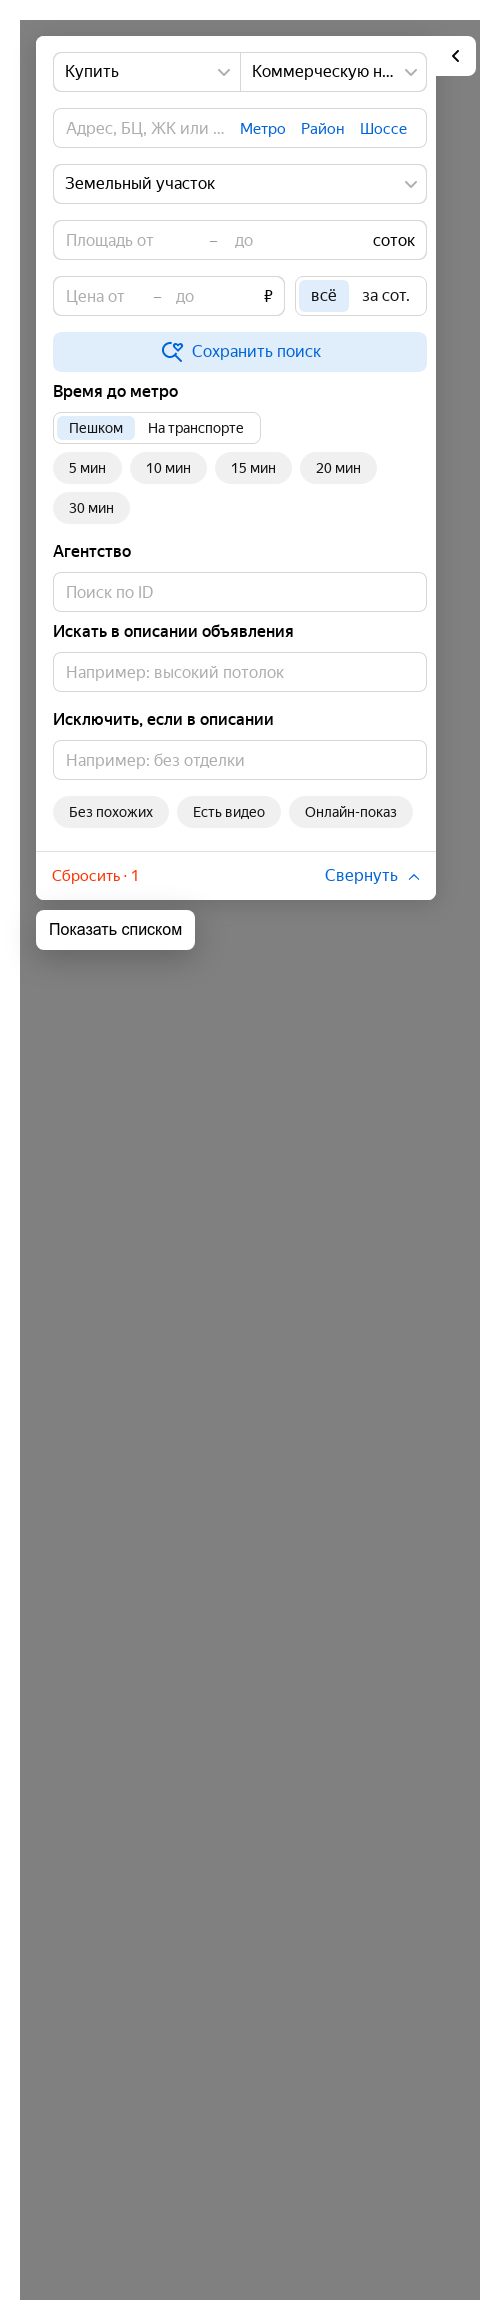 Купить Коммерческую н...
Адрес, БЦ, ЖК или ... Метро Район Шоссе
Земельный участок
Площадь от – до соток
Цена от – до ₽ всё за сот.
Сохранить поиск
Время до метро
Пешком На транспорте
5 мин 10 мин 15 мин 20 мин
30 мин
Агентство
Поиск по ID
Искать в описании объявления
Например: высокий потолок
Исключить, если в описании
Например: без отделки
Без похожих Есть видео Онлайн-показ
Сбросить · 1 Свернуть
Показать списком